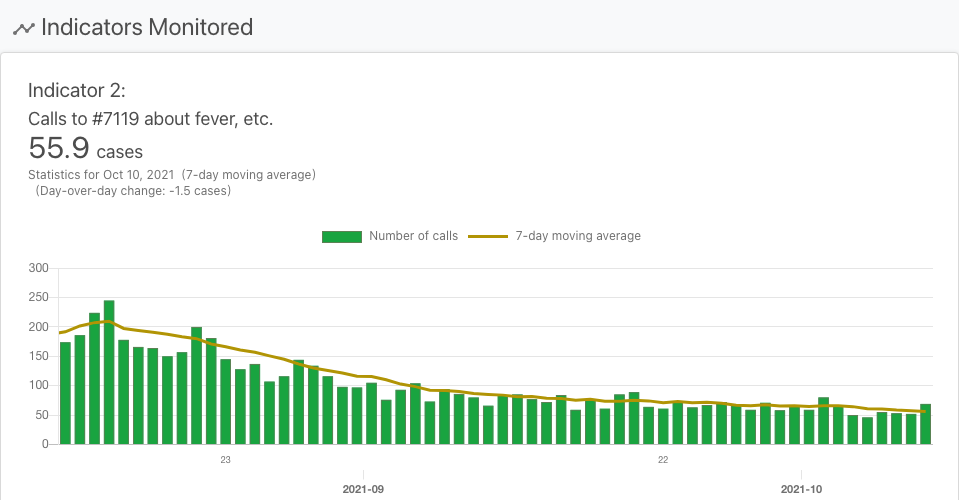 Indicators Monitored
Indicator 2:
Calls to #7119 about fever, etc.
55.9 cases
Statistics for Oct 10, 2021 (7-day moving average)
(Day-over-day change: -1.5 cases)
Number of calls 7-day moving average
300
250
200
150
100
50
0
23 22
2021-09 2021-10